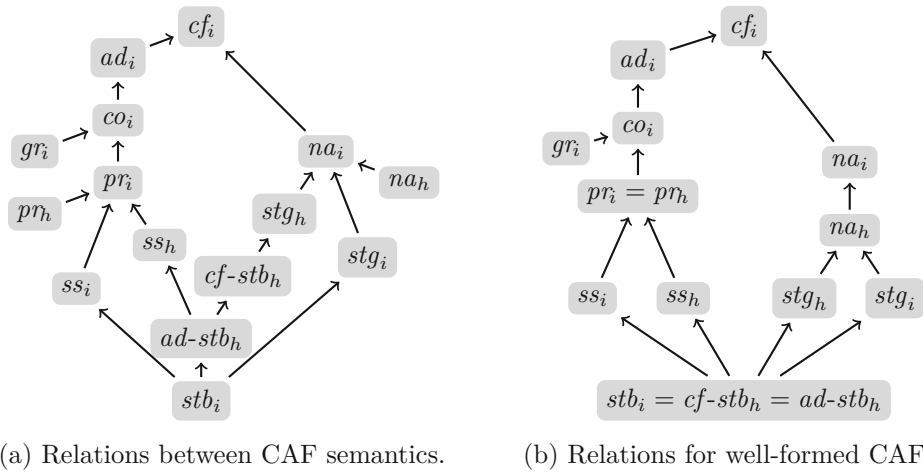 cf_i
ad_i
co_i
gr_i
na_i
pr_i
na_h
pr_h
stg_h
ss_h
stg_i
cf-stb_h
ss_i
ad-stb_h
stb_i
(a) Relations between CAF semantics.
cf_i
ad_i
co_i
gr_i
na_i
pr_i = pr_h
na_h
ss_i ss_h stg_h stg_i
stb_i = cf-stb_h = ad-stb_h
(b) Relations for well-formed CAF